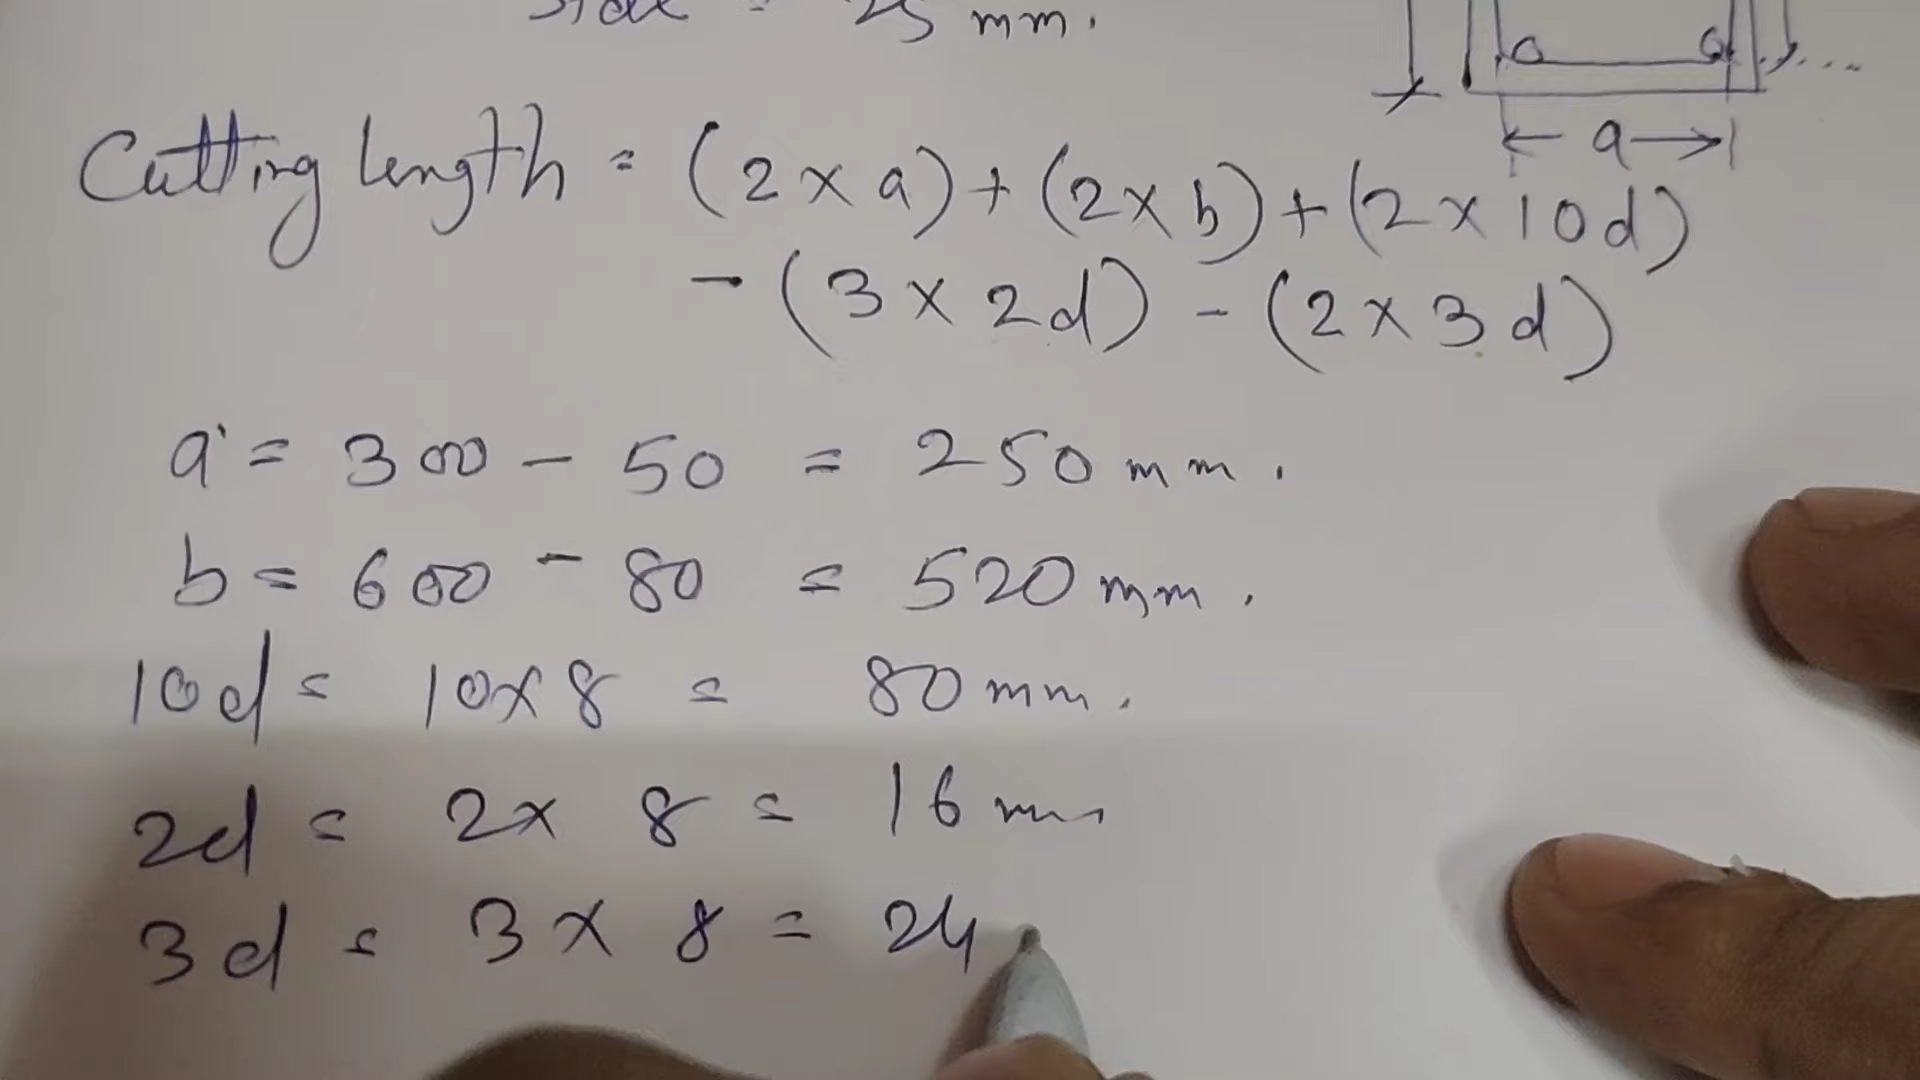 = 25 mm.
a
Cutting length = (2 × a) + (2 × b) + (2 × 10d)
- (3 × 2d) - (2 × 3d)
a = 300 - 50 = 250 mm.
b = 600 - 80 = 520 mm.
10d = 10 × 8 = 80 mm.
2d = 2 × 8 = 16 mm
3d = 3 × 8 = 24